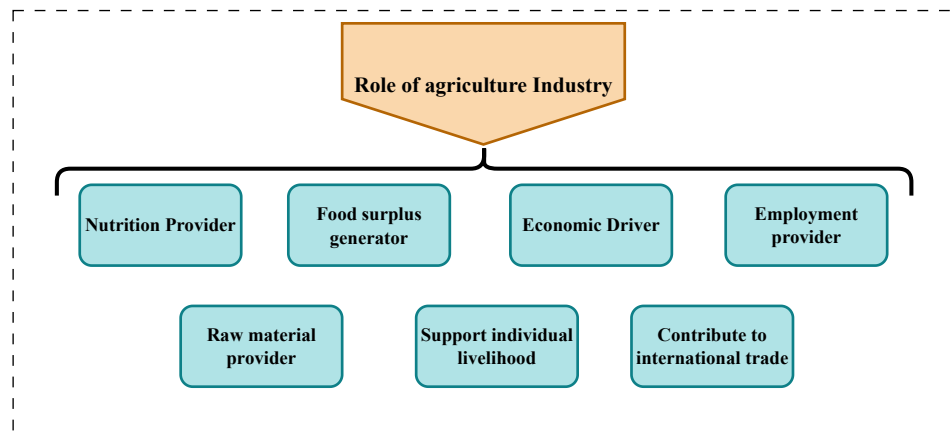 Role of agriculture Industry
Nutrition Provider
Food surplus
generator
Economic Driver
Employment
provider
Raw material
provider
Support individual
livelihood
Contribute to
international trade